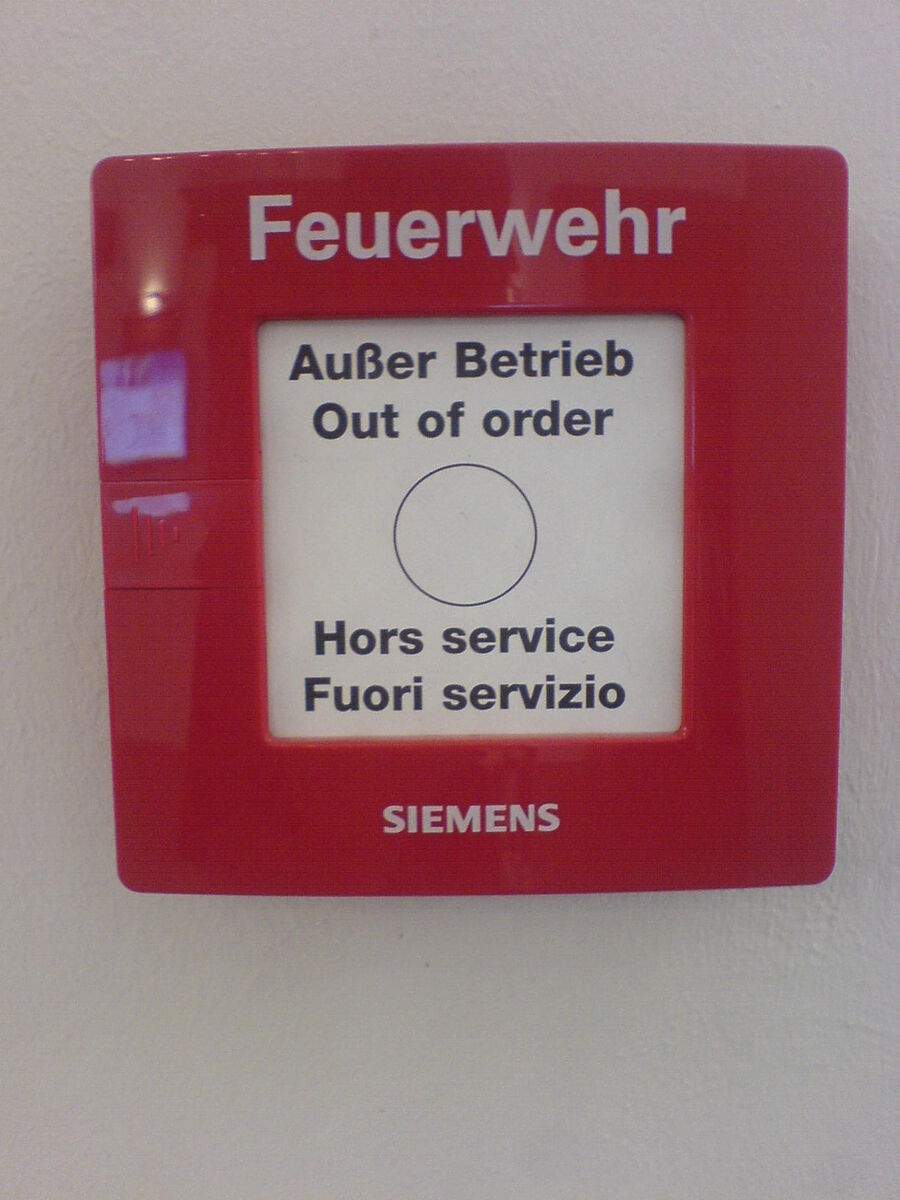 Feuerwehr
Außer Betrieb
Out of order
Hors service
Fuori servizio
SIEMENS